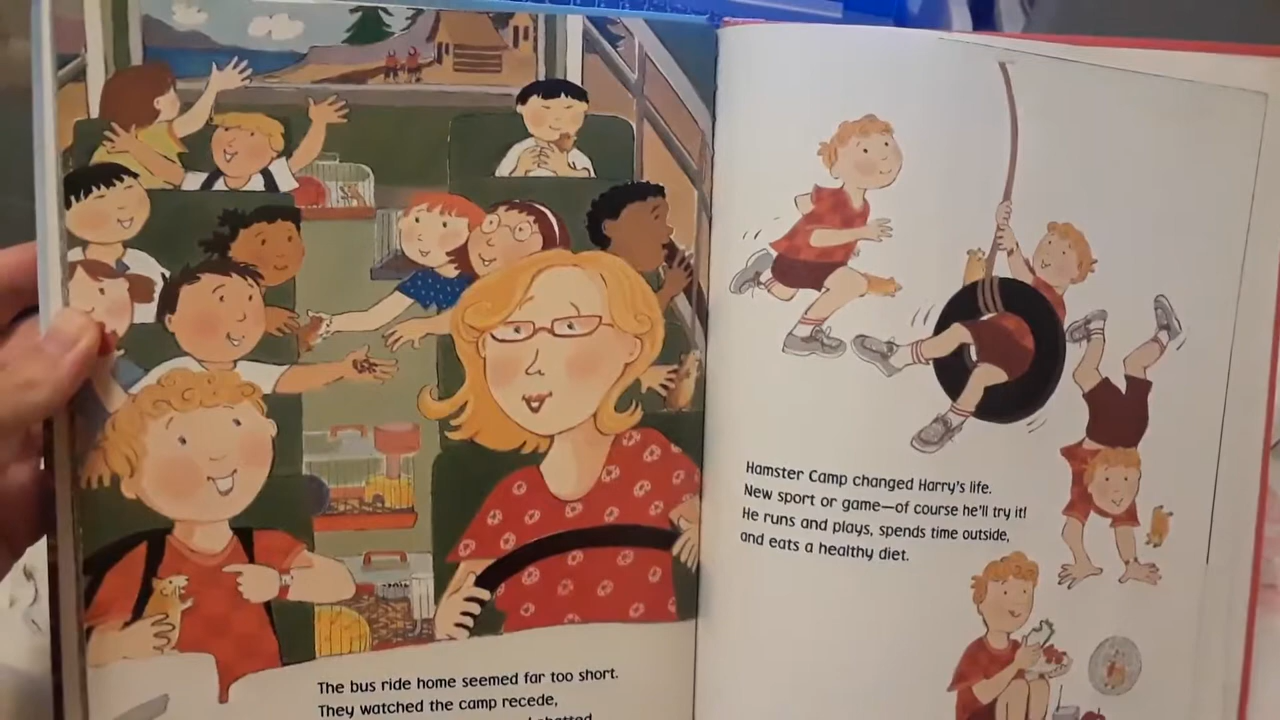 The bus ride home seemed far too short.
They watched the camp recede,
chatted
Hamster Camp changed Harry's life.
New sport or game—of course he'll try it!
He runs and plays, spends time outside,
and eats a healthy diet.